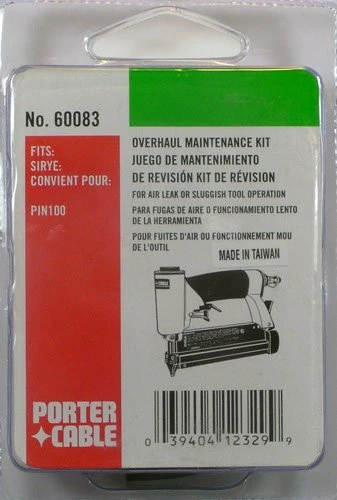 No. 60083
FITS:
SIRYE:
CONVIENT POUR:
PIN100
OVERHAUL MAINTENANCE KIT
JUEGO DE MANTENIMIENTO
DE REVISIÓN KIT DE RÉVISION
FOR AIR LEAK OR SLUGGISH TOOL OPERATION
PARA FUGAS DE AIRE O FUNCIONAMIENTO LENTO
DE LA HERRAMIENTA
POUR FUITES D'AIR OU FONCTIONNEMENT MOU
DE L'OUTIL
MADE IN TAIWAN
PORTER
CABLE
0 39404 12329 9